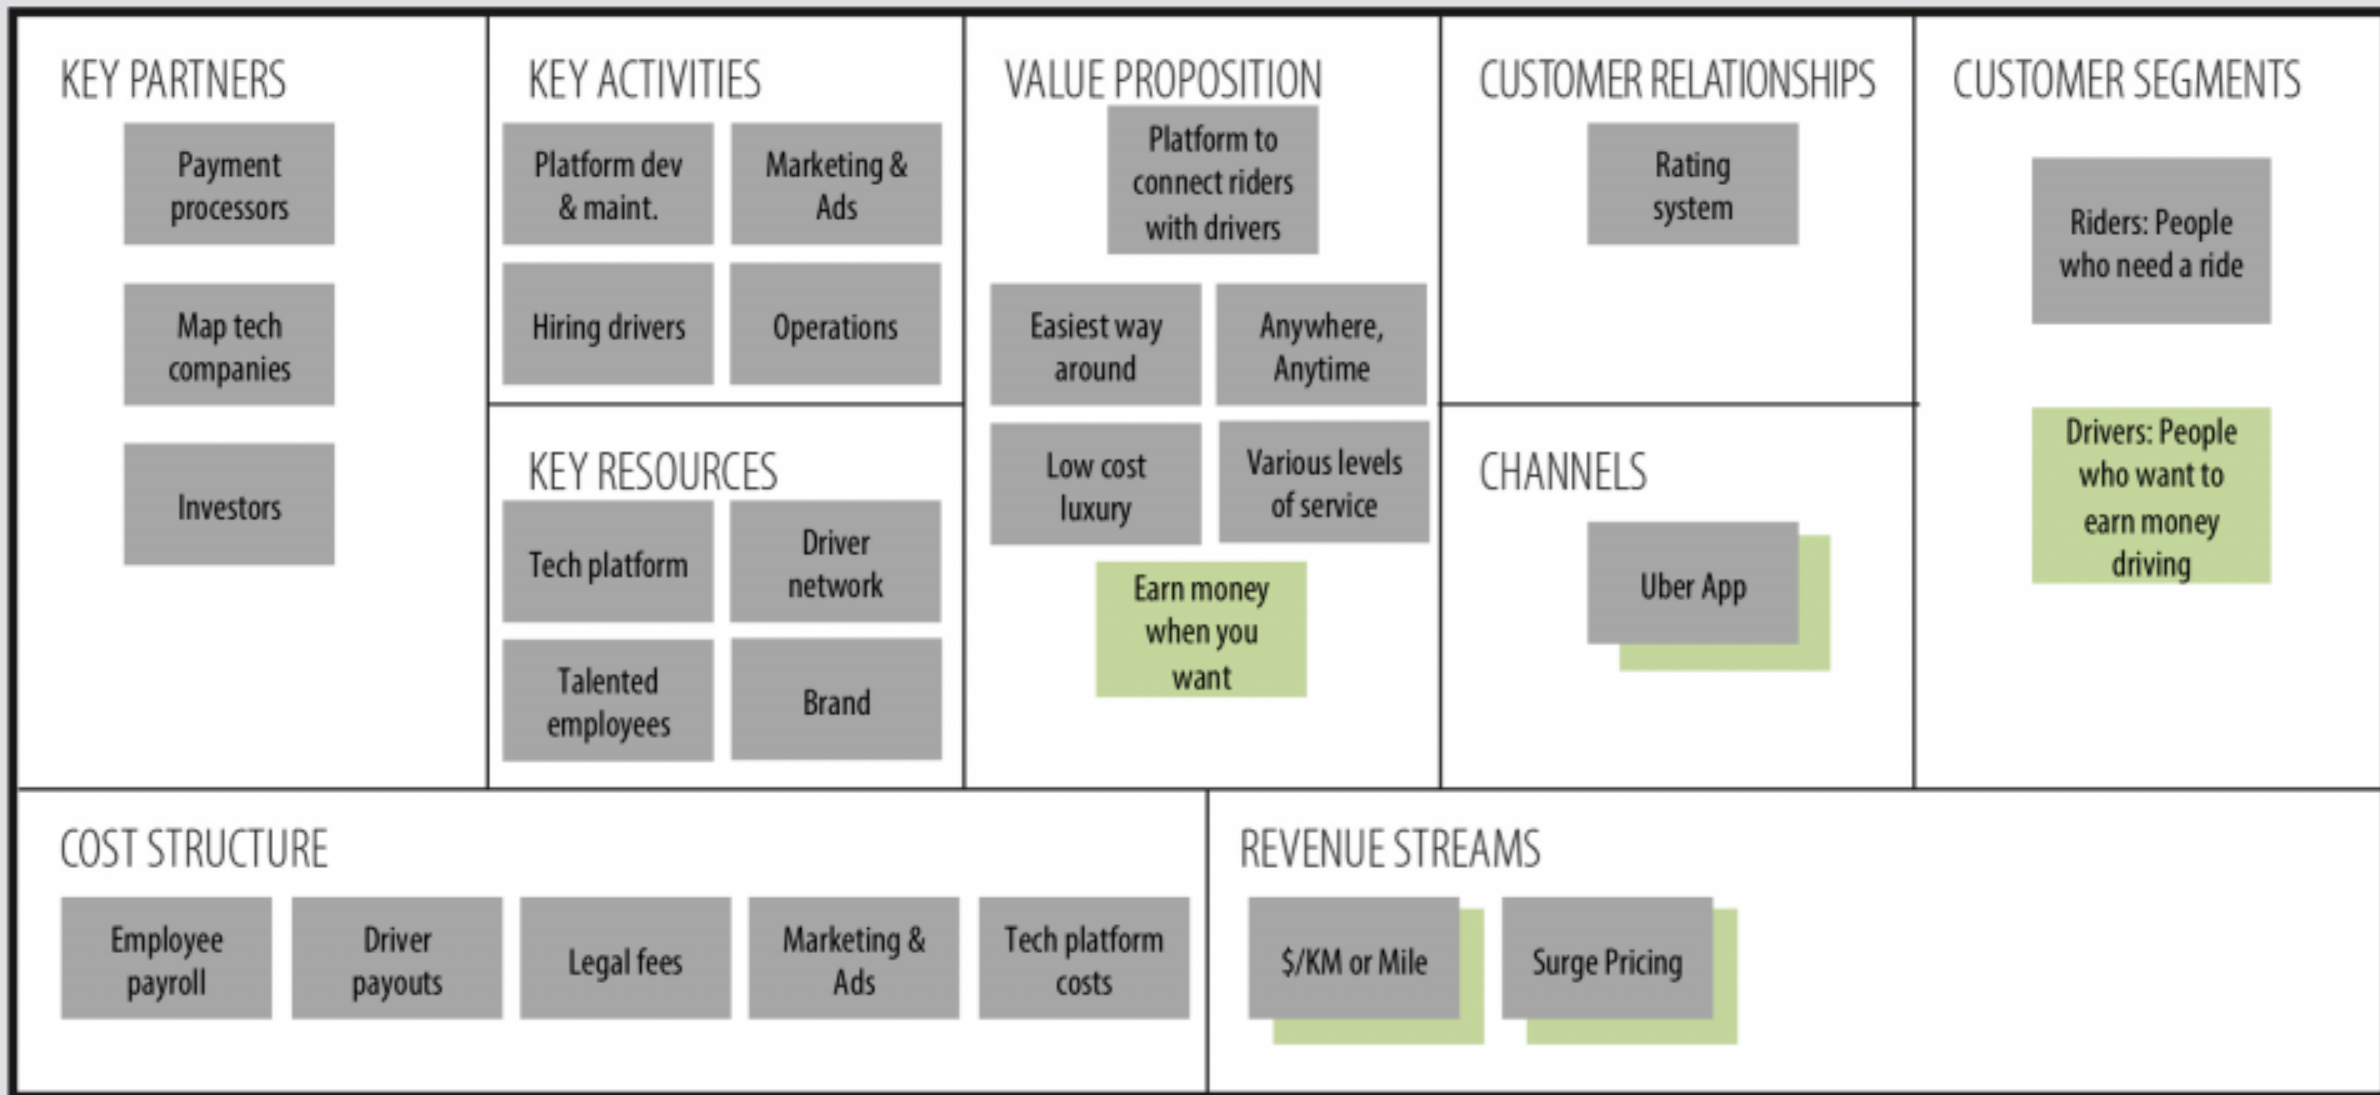 KEY PARTNERS
Payment
processors
Map tech
companies
Investors
KEY ACTIVITIES
Platform dev
& maint.
Marketing &
Ads
Hiring drivers
Operations
KEY RESOURCES
Tech platform
Driver
network
Talented
employees
Brand
VALUE PROPOSITION
Platform to
connect riders
with drivers
Easiest way
around
Anywhere,
Anytime
Low cost
luxury
Various levels
of service
Earn money
when you
want
CUSTOMER RELATIONSHIPS
Rating
system
CHANNELS
Uber App
CUSTOMER SEGMENTS
Riders: People
who need a ride
Drivers: People
who want to
earn money
driving
COST STRUCTURE
Employee
payroll
Driver
payouts
Legal fees
Marketing &
Ads
Tech platform
costs
REVENUE STREAMS
$/KM or Mile
Surge Pricing